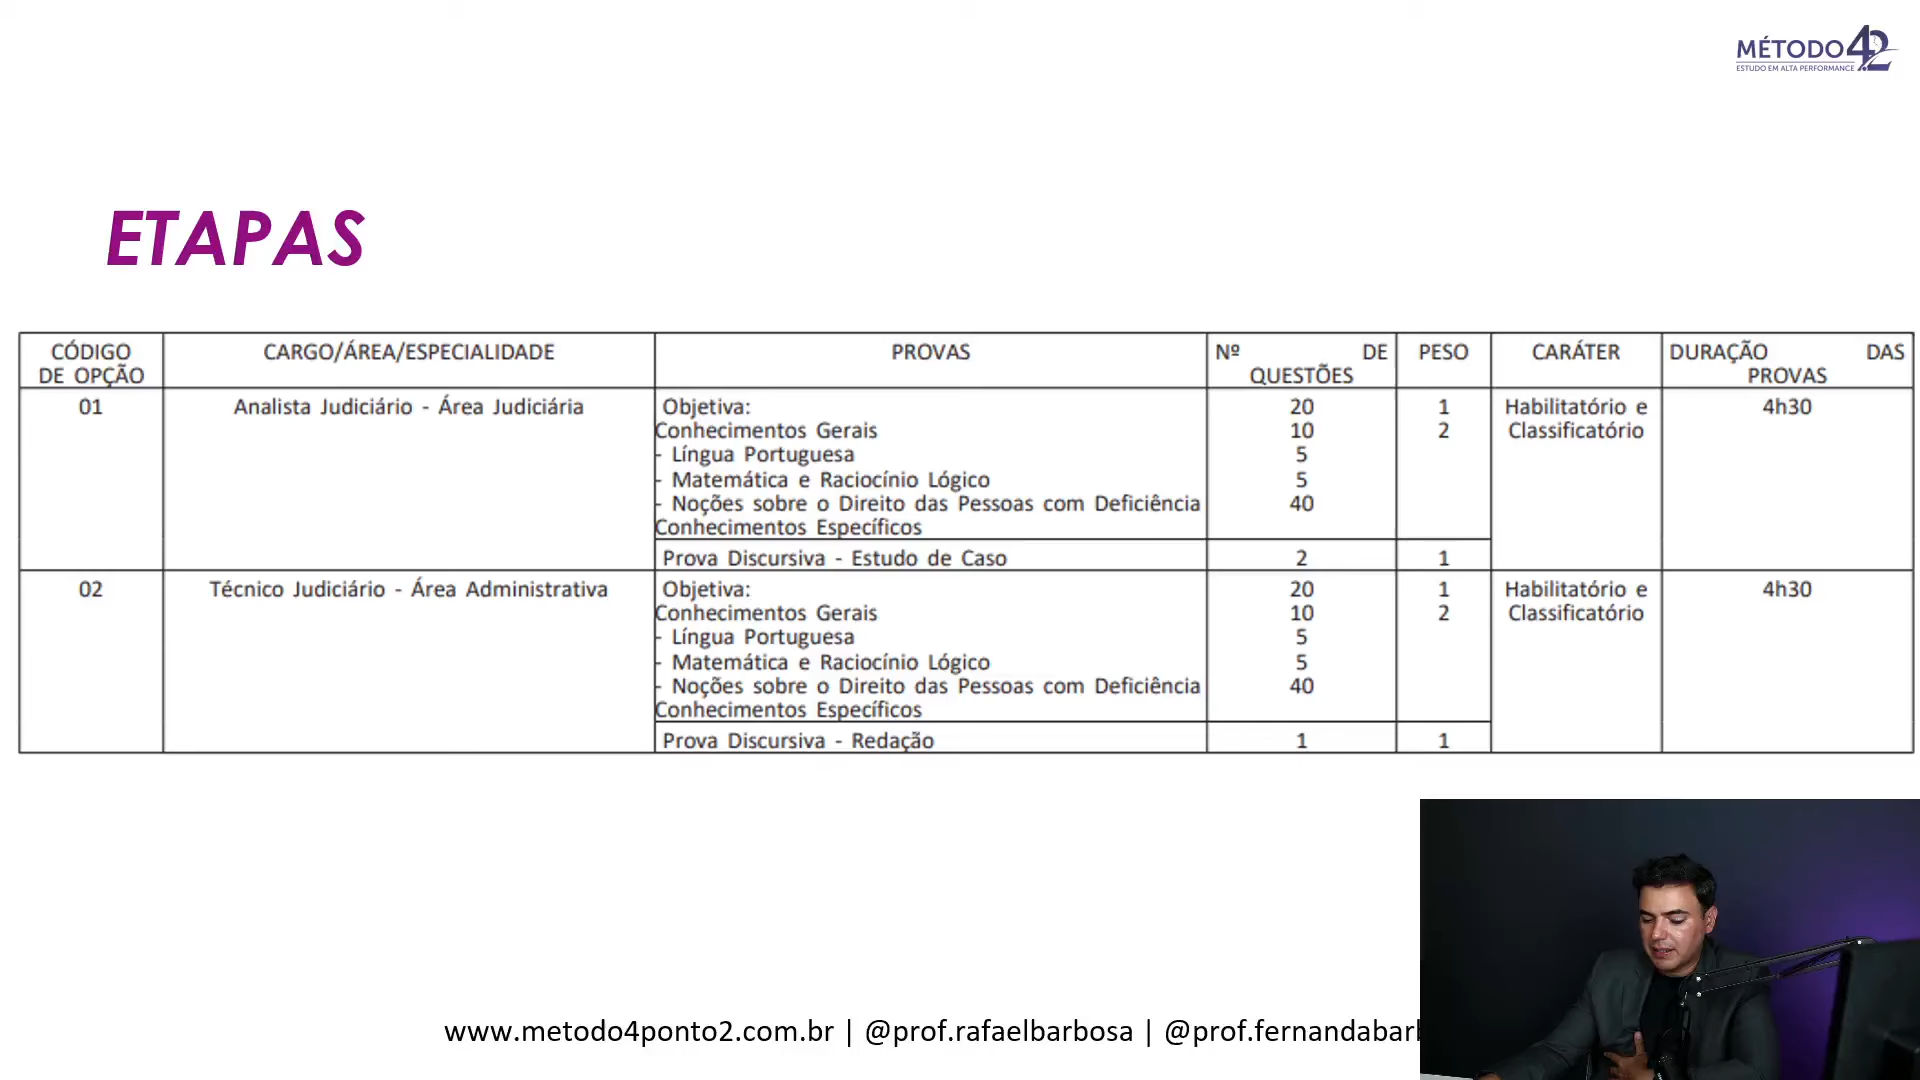 MÉTODO 4.2
ESTUDO EM ALTA PERFORMANCE
ETAPAS
CÓDIGO DE OPÇÃO CARGO/ÁREA/ESPECIALIDADE PROVAS Nº DE QUESTÕES PESO CARÁTER DURAÇÃO DAS PROVAS
01 Analista Judiciário - Área Judiciária Objetiva: 20 1 Habilitatório e 4h30
Conhecimentos Gerais 10 2 Classificatório
- Língua Portuguesa 5
- Matemática e Raciocínio Lógico 5
- Noções sobre o Direito das Pessoas com Deficiência 40
Conhecimentos Específicos
Prova Discursiva - Estudo de Caso 2 1
02 Técnico Judiciário - Área Administrativa Objetiva: 20 1 Habilitatório e 4h30
Conhecimentos Gerais 10 2 Classificatório
- Língua Portuguesa 5
- Matemática e Raciocínio Lógico 5
- Noções sobre o Direito das Pessoas com Deficiência 40
Conhecimentos Específicos
Prova Discursiva - Redação 1 1
www.metodo4ponto2.com.br | @prof.rafaelbarbosa | @prof.fernandabarb